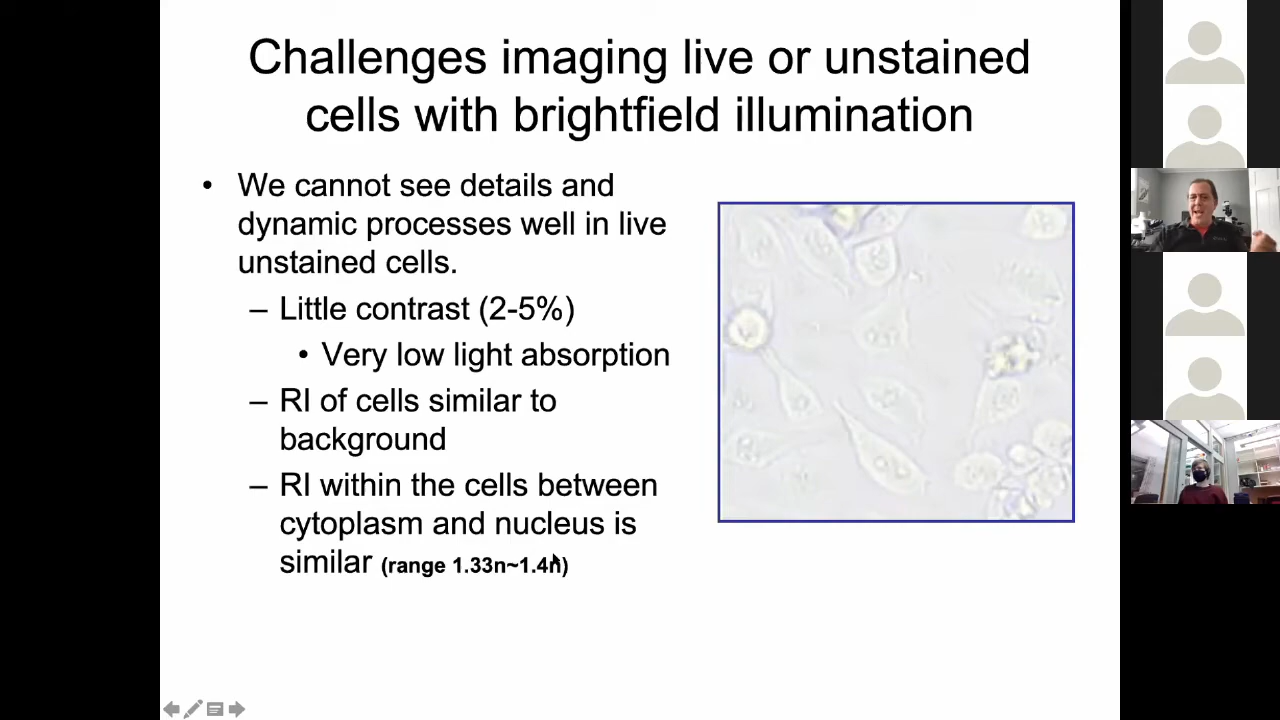 Challenges imaging live or unstained
cells with brightfield illumination
• We cannot see details and
dynamic processes well in live
unstained cells.
– Little contrast (2-5%)
• Very low light absorption
– RI of cells similar to
background
– RI within the cells between
cytoplasm and nucleus is
similar (range 1.33n~1.4n)